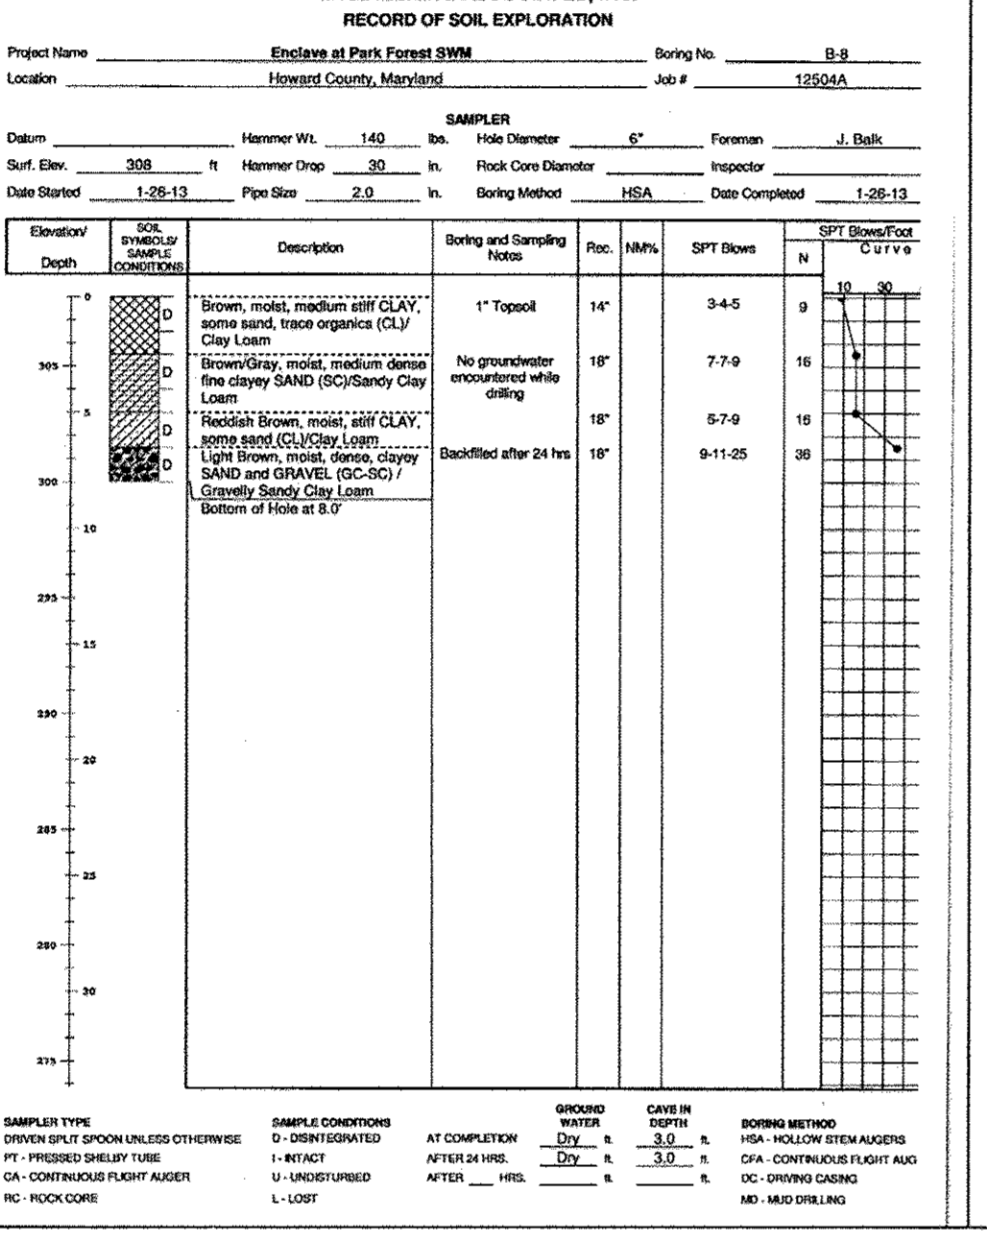 RECORD OF SOIL EXPLORATION
Project Name Enclave at Park Forest SWM Boring No. B-8
Location Howard County, Maryland Job # 12504A
SAMPLER
Datum Hammer Wt. 140 lbs. Hole Diameter 6" Foreman J. Balk
Surf. Elev. 308 ft Hammer Drop 30 in. Rock Core Diameter Inspector
Date Started 1-26-13 Pipe Size 2.0 in. Boring Method HSA Date Completed 1-26-13
Elevation/ Depth
SOIL SYMBOLS/ SAMPLE CONDITIONS
Description
Boring and Sampling Notes
Rec.
NM%
SPT Blows
SPT Blows/Foot
N
Curve
10 30
0
D Brown, moist, medium stiff CLAY, 1" Topsoil 14" 3-4-5 9
some sand, trace organics (CL)/
Clay Loam
305 D Brown/Gray, moist, medium dense No groundwater 18" 7-7-9 16
fine clayey SAND (SC)/Sandy Clay encountered while
Loam drilling
5 D Reddish Brown, moist, stiff CLAY, 18" 5-7-9 16
some sand (CL)/Clay Loam
D Light Brown, moist, dense, clayey Backfilled after 24 hrs 18" 9-11-25 36
SAND and GRAVEL (GC-SC) /
300 Gravelly Sandy Clay Loam
Bottom of Hole at 8.0'
10
295
15
290
20
285
25
280
30
275
SAMPLER TYPE
DRIVEN SPLIT SPOON UNLESS OTHERWISE
PT - PRESSED SHELBY TUBE
CA - CONTINUOUS FLIGHT AUGER
RC - ROCK CORE
SAMPLE CONDITIONS
D - DISINTEGRATED
I - INTACT
U - UNDISTURBED
L - LOST
GROUND WATER CAVE IN DEPTH
AT COMPLETION Dry ft. 3.0 ft.
AFTER 24 HRS. Dry ft. 3.0 ft.
AFTER ___ HRS. ft. ft.
BORING METHOD
HSA - HOLLOW STEM AUGERS
CFA - CONTINUOUS FLIGHT AUG
DC - DRIVING CASING
MD - MUD DRILLING